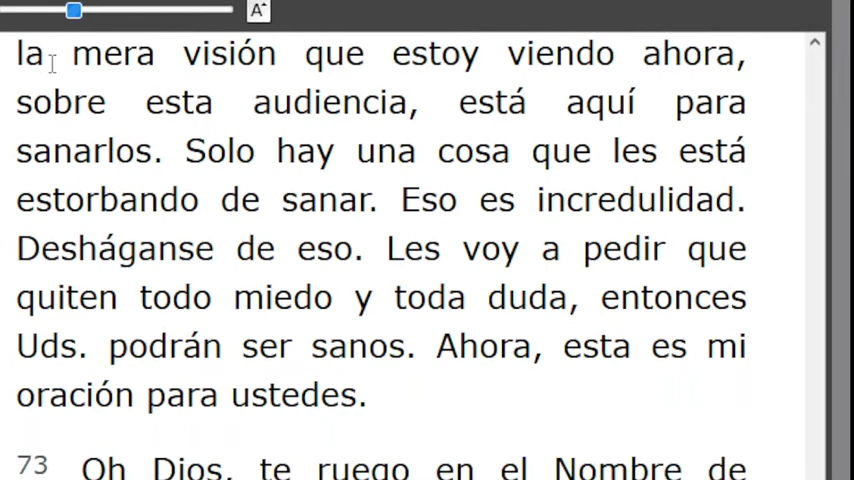 A
la mera visión que estoy viendo ahora,
sobre esta audiencia, está aquí para
sanarlos. Solo hay una cosa que les está
estorbando de sanar. Eso es incredulidad.
Desháganse de eso. Les voy a pedir que
quiten todo miedo y toda duda, entonces
Uds. podrán ser sanos. Ahora, esta es mi
oración para ustedes.
73 Oh Dios, te ruego en el Nombre de